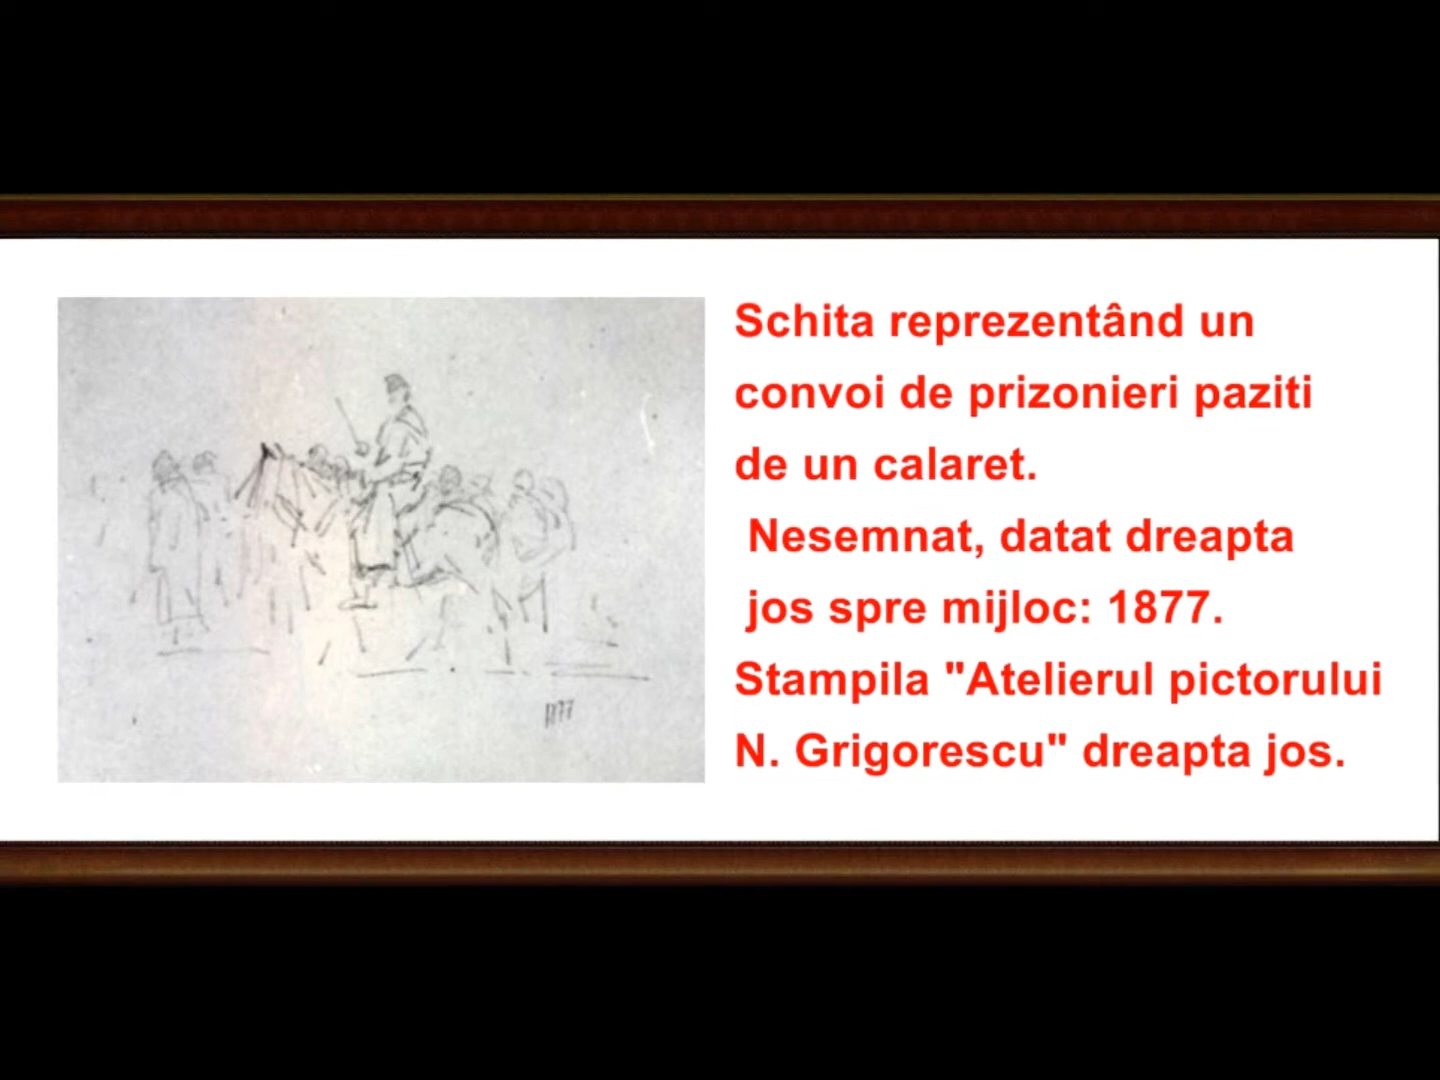 Schita reprezentând un
convoi de prizonieri paziti
de un calaret.
Nesemnat, datat dreapta
jos spre mijloc: 1877.
Stampila "Atelierul pictorului
N. Grigorescu" dreapta jos.
1877